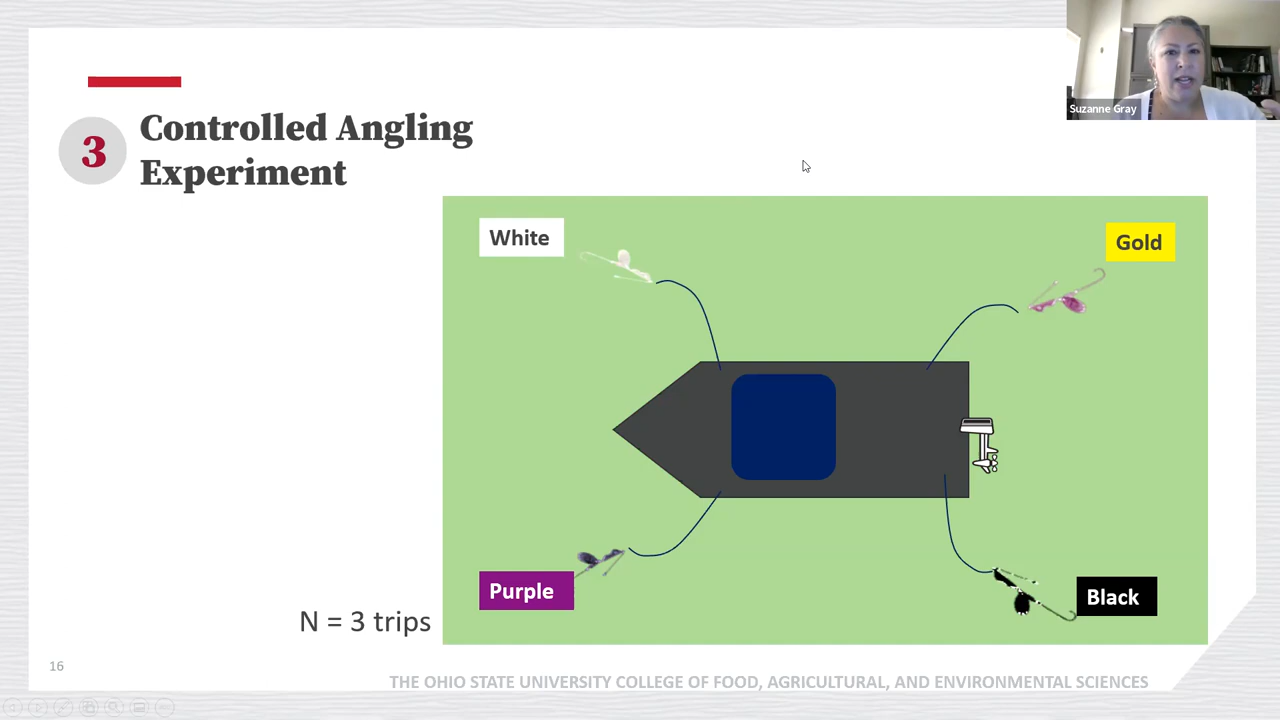 Suzanne Gray
3
Controlled Angling
Experiment
White
Gold
Purple
Black
N = 3 trips
16
THE OHIO STATE UNIVERSITY COLLEGE OF FOOD, AGRICULTURAL, AND ENVIRONMENTAL SCIENCES